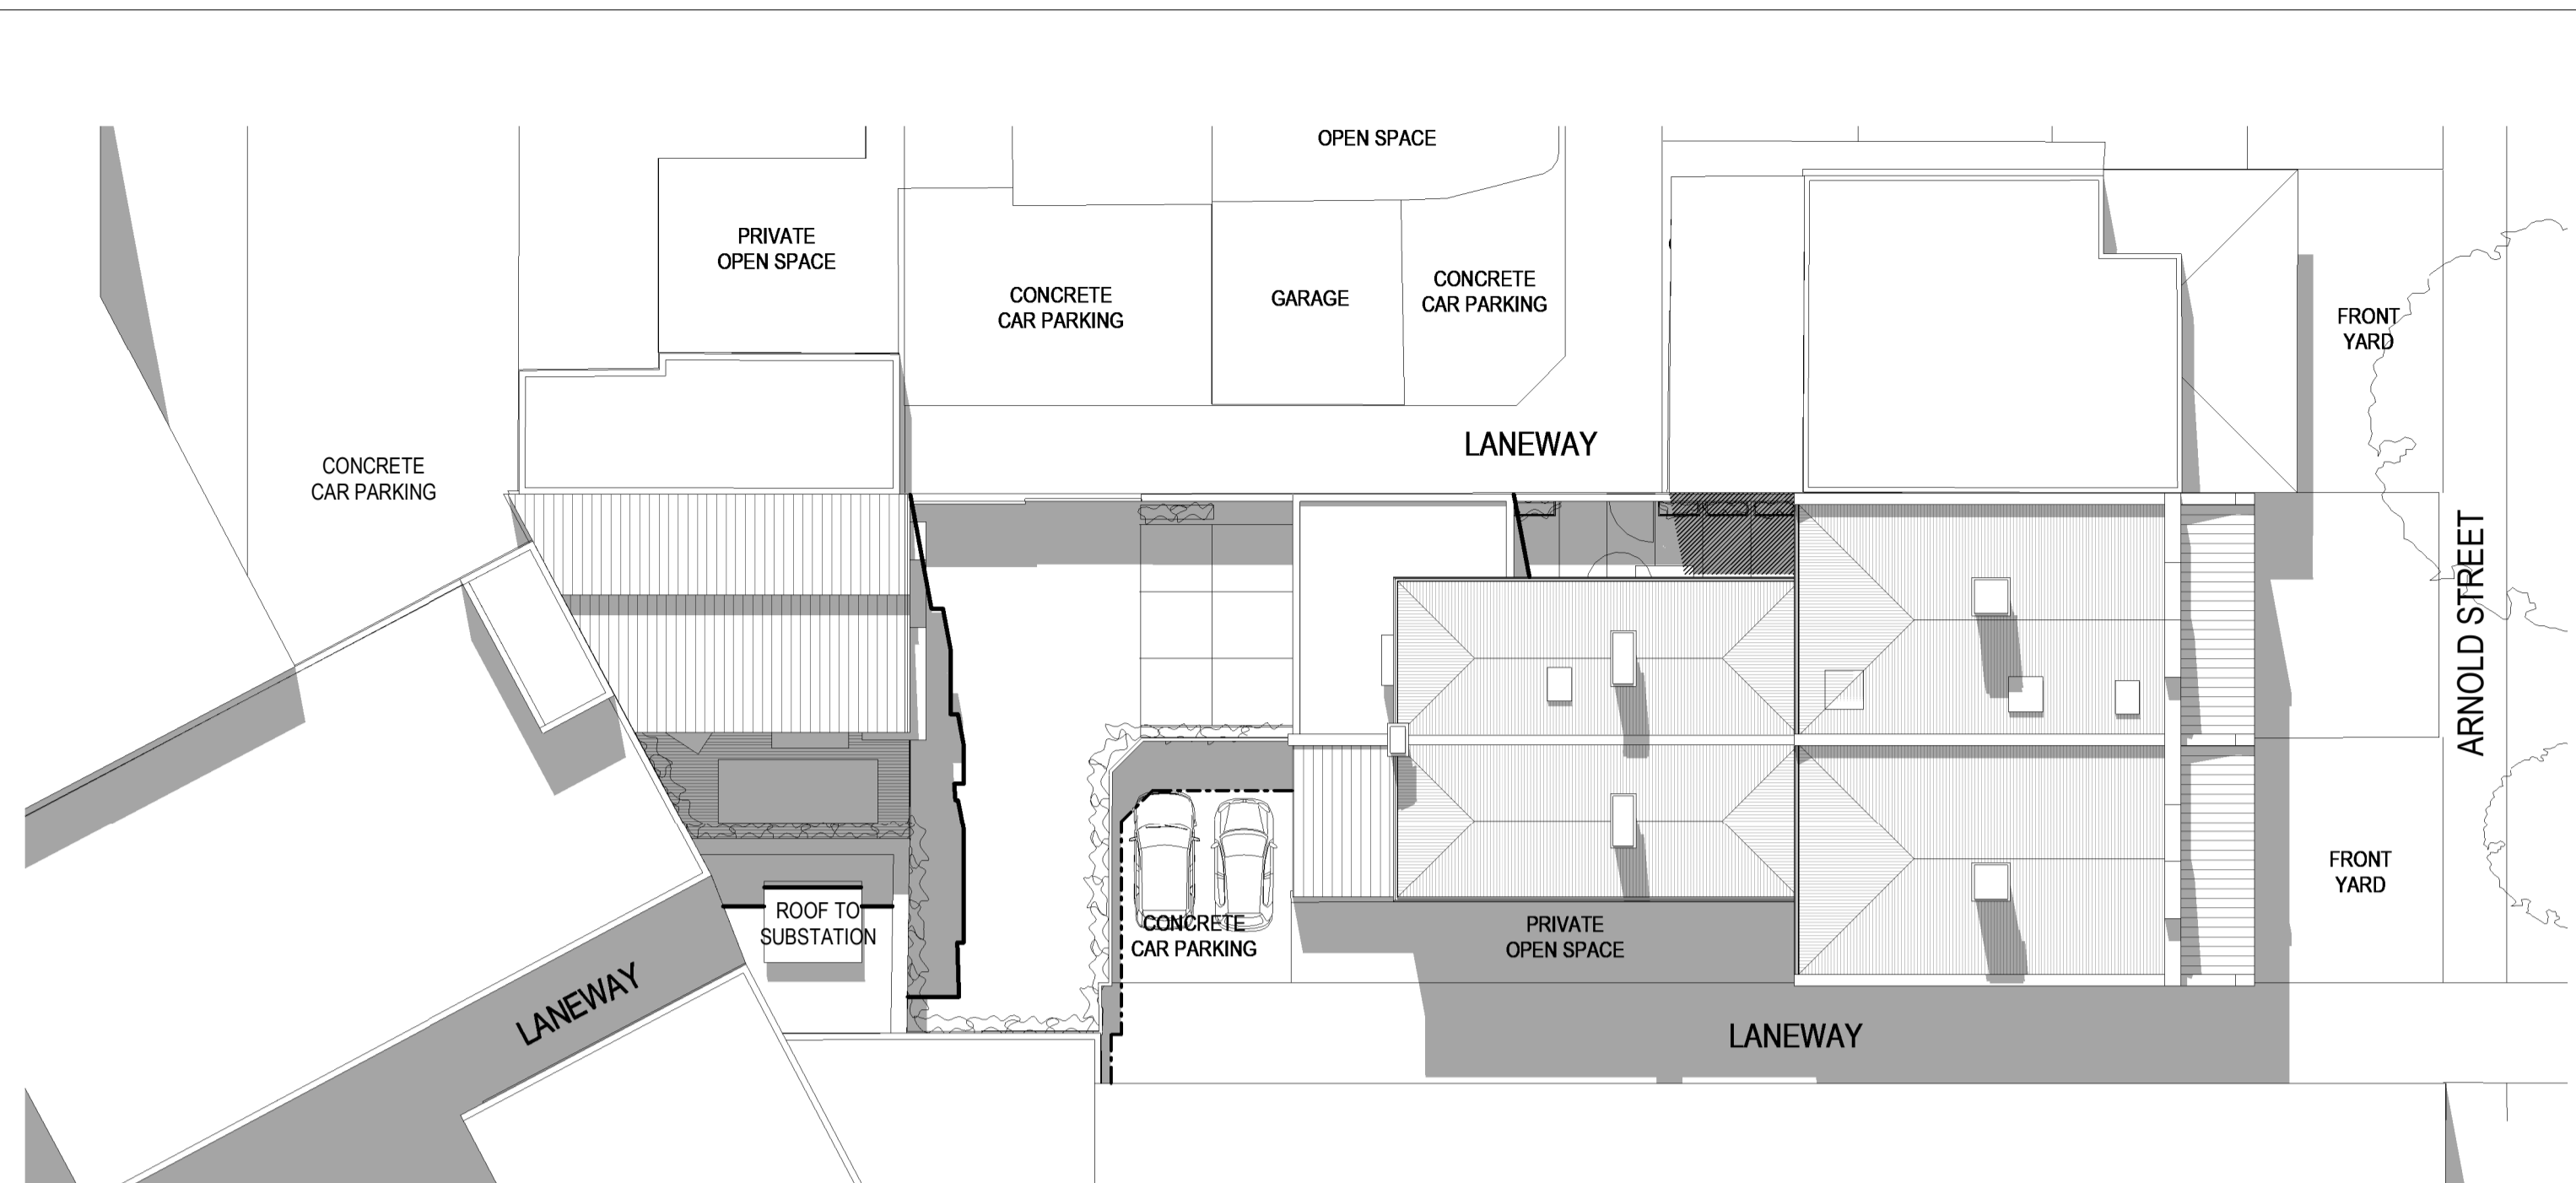 OPEN SPACE
PRIVATE
OPEN SPACE
CONCRETE
CAR PARKING
GARAGE
CONCRETE
CAR PARKING
FRONT
YARD
LANEWAY
CONCRETE
CAR PARKING
ARNOLD STREET
FRONT
YARD
ROOF TO
SUBSTATION
CONCRETE
CAR PARKING
PRIVATE
OPEN SPACE
LANEWAY
LANEWAY